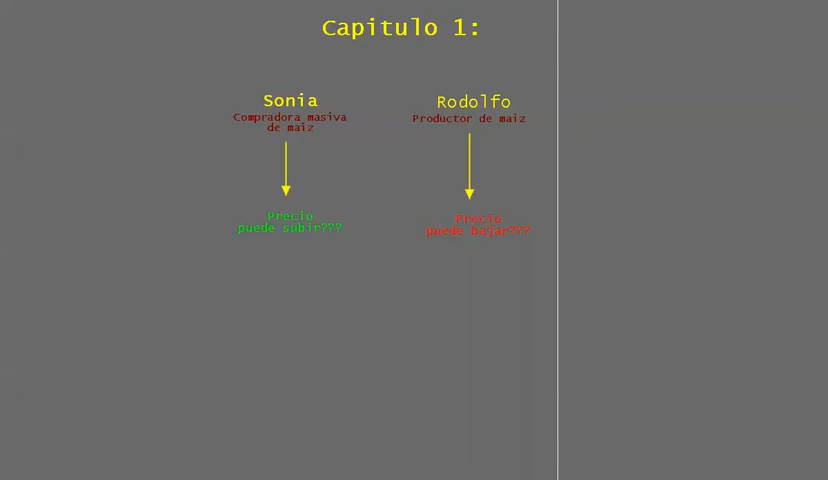 Capitulo 1:
Sonia
Compradora masiva
de maiz
Rodolfo
Productor de maiz
Precio
puede subir???
Precio
puede bajar???